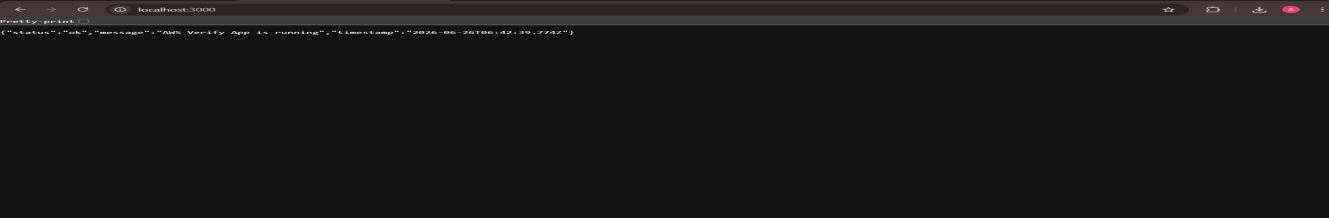 localhost:3000
A
Pretty-print
{"status":"ok","message":"AWS Verify App is running","timestamp":"2026-06-26T06:42:39.774Z"}